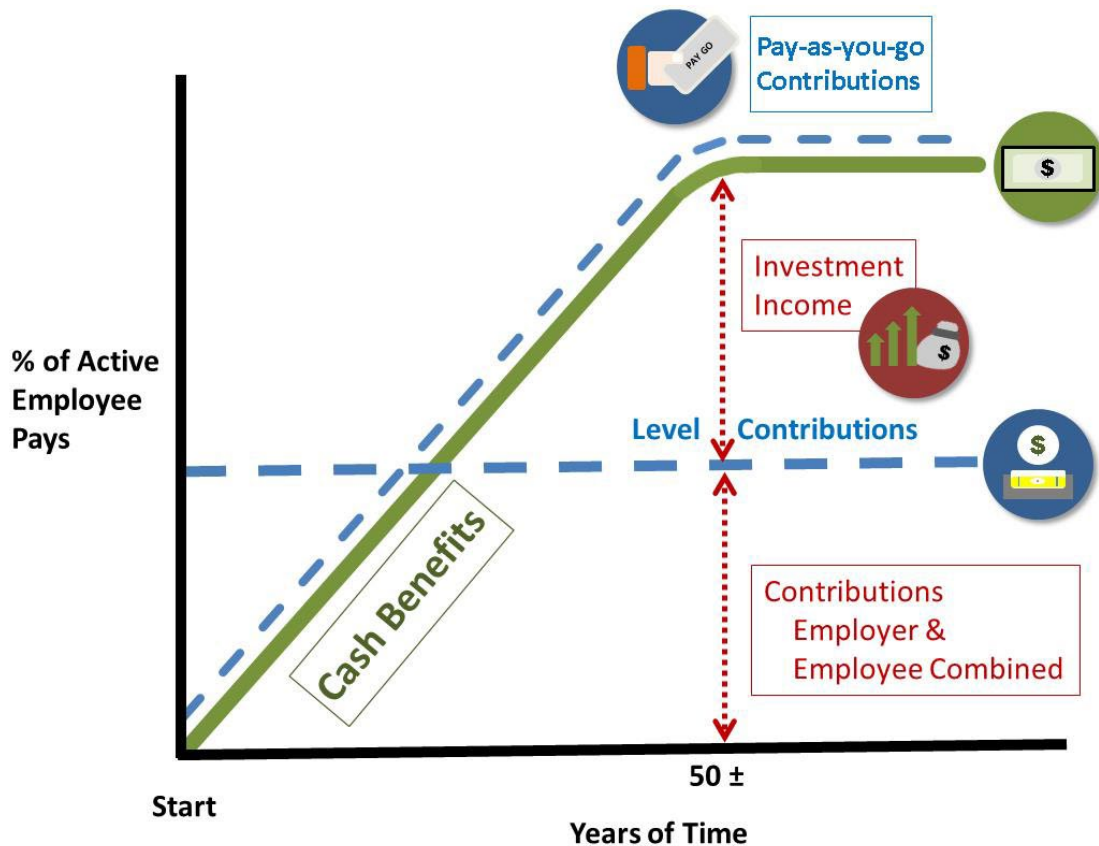 PAY GO
Pay-as-you-go
Contributions
$
Investment
Income
$
% of Active
Employee
Pays
Level Contributions
$
Cash Benefits
Contributions
Employer &
Employee Combined
50 ±
Start
Years of Time